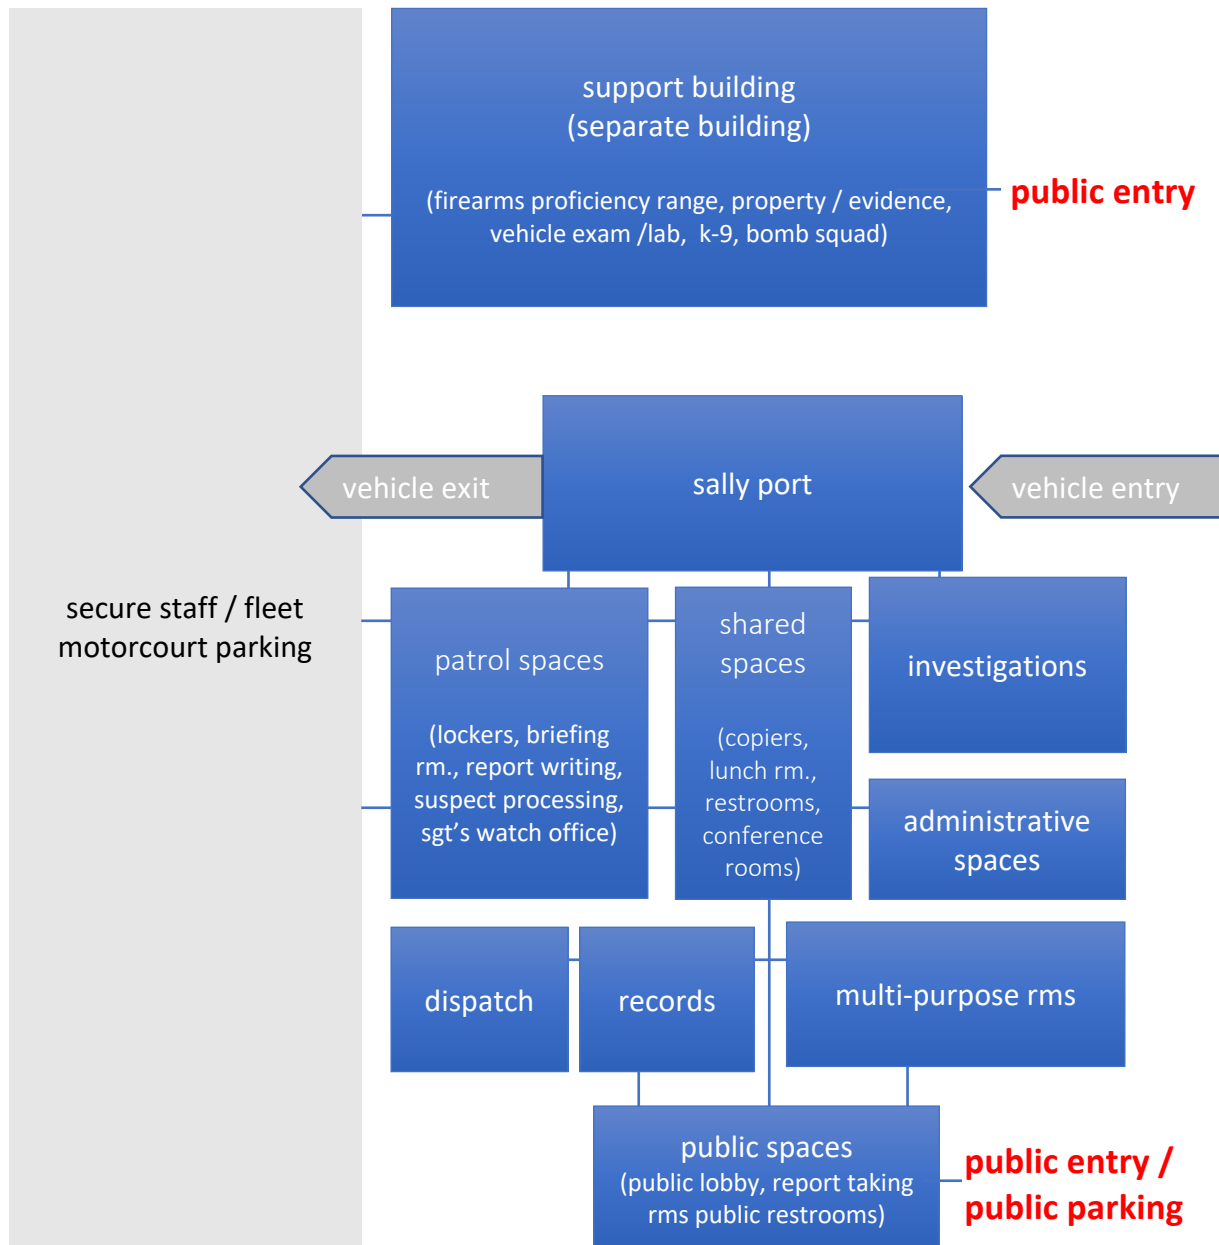 support building
(separate building)
(firearms proficiency range, property / evidence,
vehicle exam /lab,  k-9, bomb squad)
public entry
vehicle exit
sally port
vehicle entry
secure staff / fleet
motorcourt parking
patrol spaces
(lockers, briefing
rm., report writing,
suspect processing,
sgt's watch office)
shared
spaces
(copiers,
lunch rm.,
restrooms,
conference
rooms)
investigations
administrative
spaces
dispatch
records
multi-purpose rms
public spaces
(public lobby, report taking
rms public restrooms)
public entry /
public parking